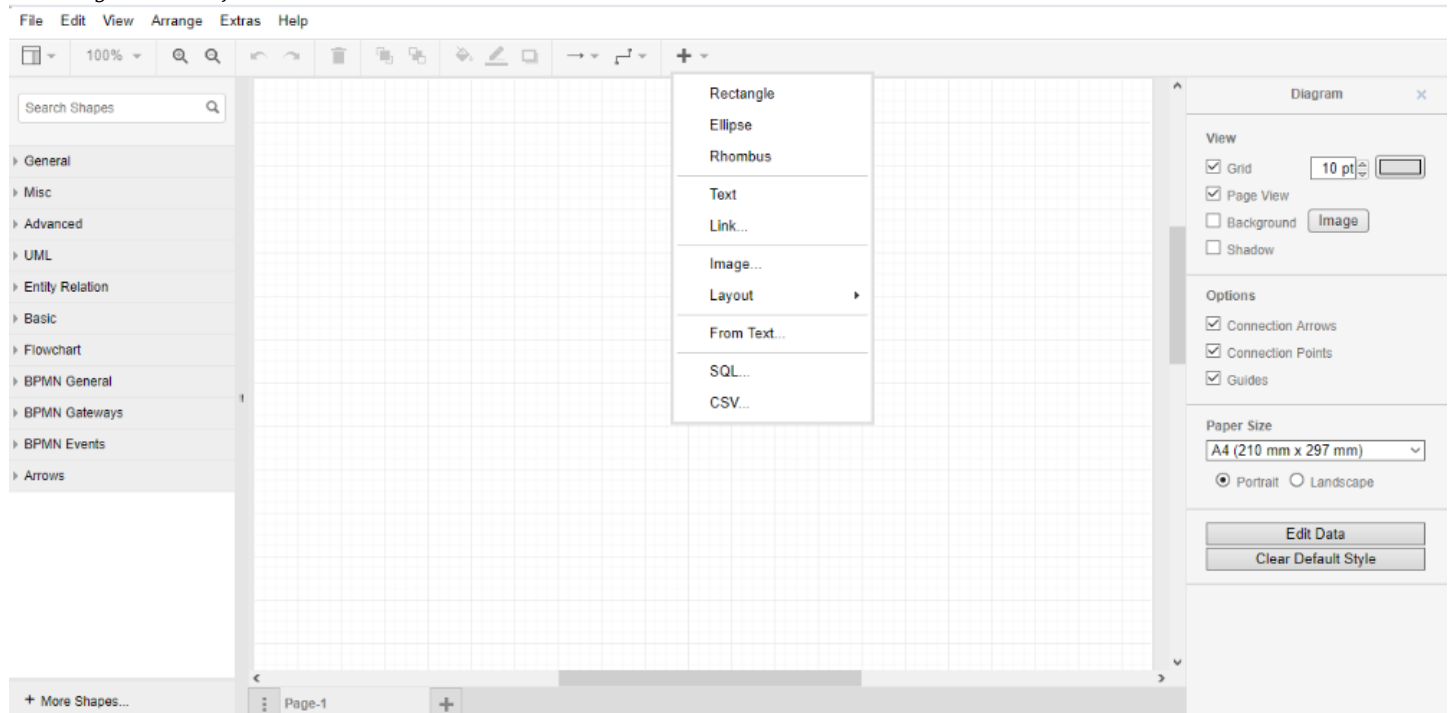 File Edit View Arrange Extras Help
100%
Search Shapes
General
Misc
Advanced
UML
Entity Relation
Basic
Flowchart
BPMN General
BPMN Gateways
BPMN Events
Arrows
+ More Shapes...
Rectangle
Ellipse
Rhombus
Text
Link...
Image...
Layout
From Text...
SQL...
CSV...
Page-1
Diagram
View
Grid 10 pt
Page View
Background Image
Shadow
Options
Connection Arrows
Connection Points
Guides
Paper Size
A4 (210 mm x 297 mm)
Portrait Landscape
Edit Data
Clear Default Style